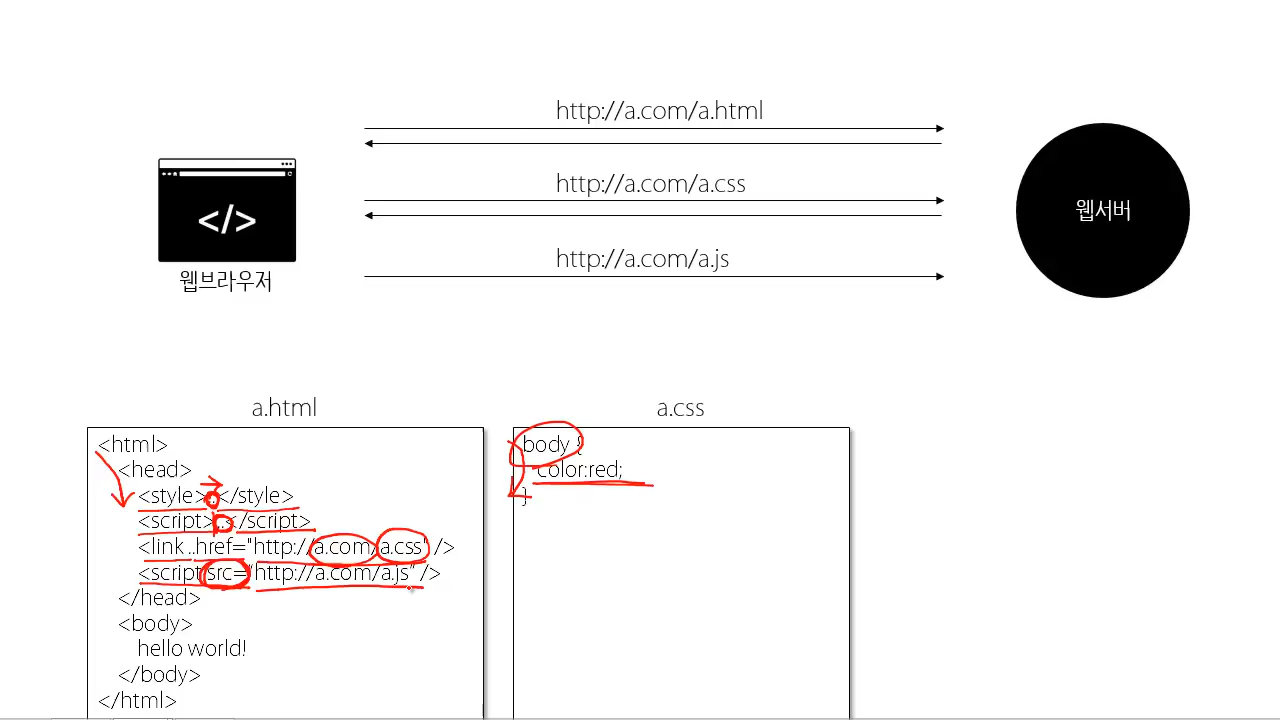 http://a.com/a.html
http://a.com/a.css
http://a.com/a.js
</>
웹브라우저
웹서버
a.html
<html>
<head>
<style>..</style>
<script>..</script>
<link ..href="http://a.com/a.css" />
<script src="http://a.com/a.js" />
</head>
<body>
hello world!
</body>
</html>
a.css
body {
color:red;
}